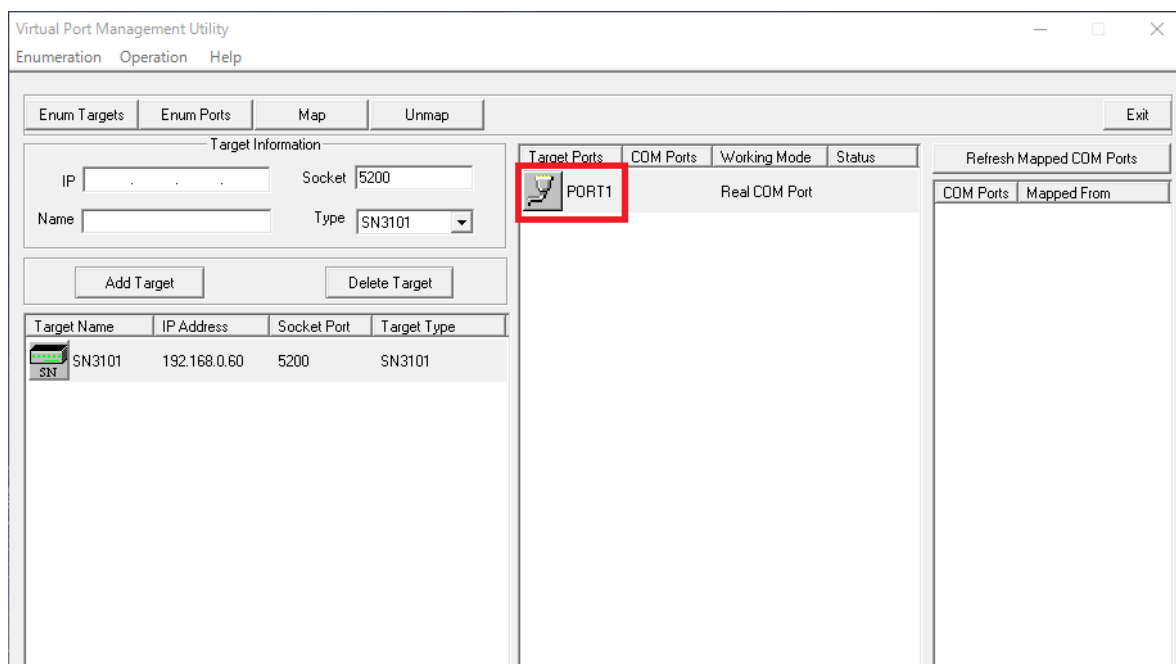 Virtual Port Management Utility
Enumeration Operation Help
Enum Targets Enum Ports Map Unmap Exit
Target Information
IP . . . Socket 5200
Name Type SN3101
Add Target Delete Target
Target Name IP Address Socket Port Target Type
SN SN3101 192.168.0.60 5200 SN3101
Target Ports COM Ports Working Mode Status
PORT1 Real COM Port
Refresh Mapped COM Ports
COM Ports Mapped From